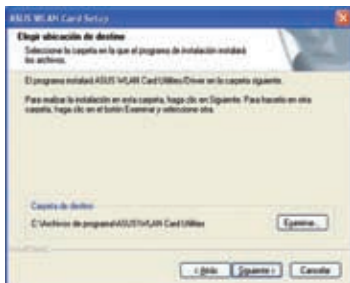 ASUS WLAN Card Setup
Elegir ubicación de destino
Seleccione la carpeta en la que el programa de instalación instalará
los archivos.
El programa instalará ASUS WLAN Card Utilities/Driver en la carpeta siguiente.
Para realizar la instalación en esta carpeta, haga clic en Siguiente. Para hacerlo en otra
carpeta, haga clic en el botón Examinar y seleccione otra.
Carpeta de destino
C:\Archivos de programa\ASUS\WLAN Card Utilities
Examinar...
< Atrás
Siguiente >
Cancelar